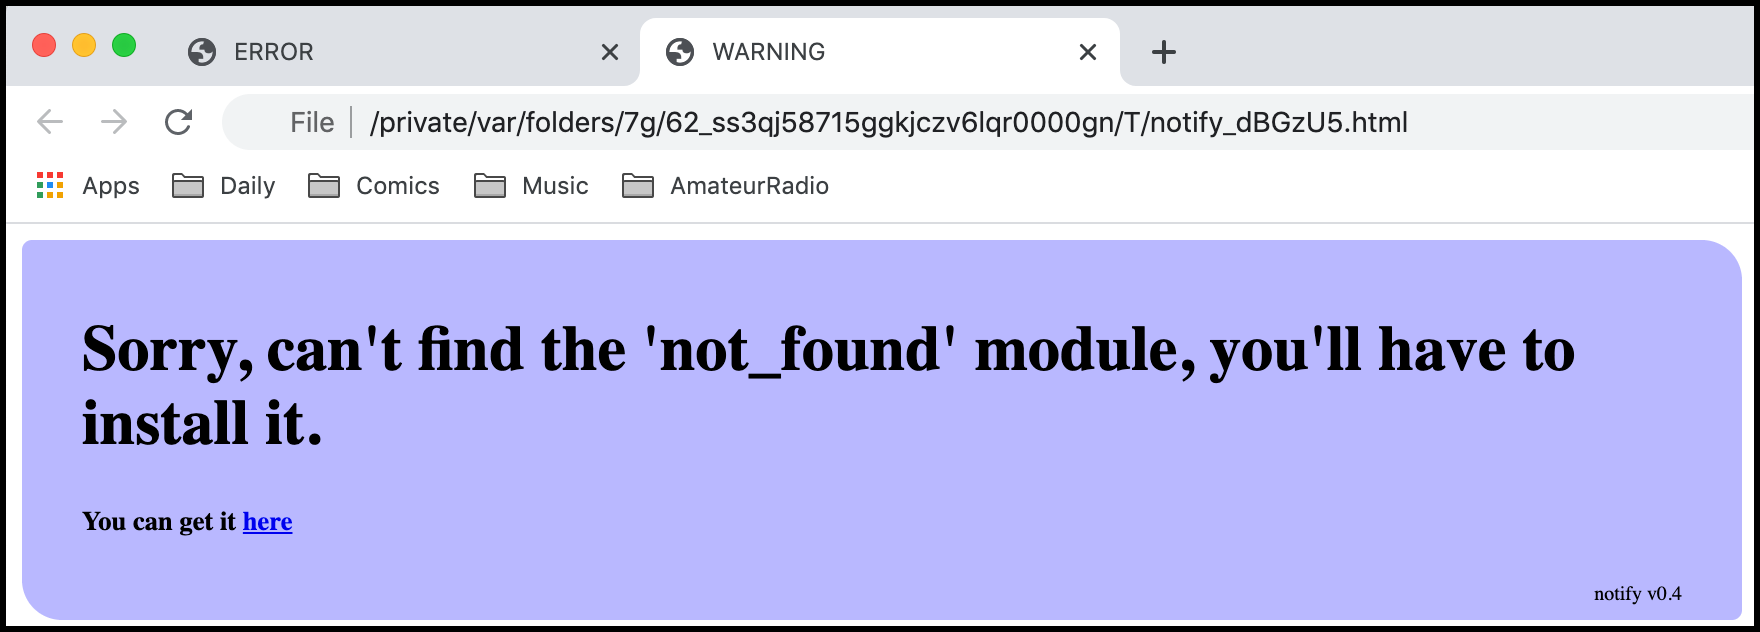 ERROR
WARNING
File /private/var/folders/7g/62_ss3qj58715ggkjczv6lqr0000gn/T/notify_dBGzU5.html
Apps Daily Comics Music AmateurRadio
Sorry, can't find the 'not_found' module, you'll have to
install it.
You can get it here
notify v0.4